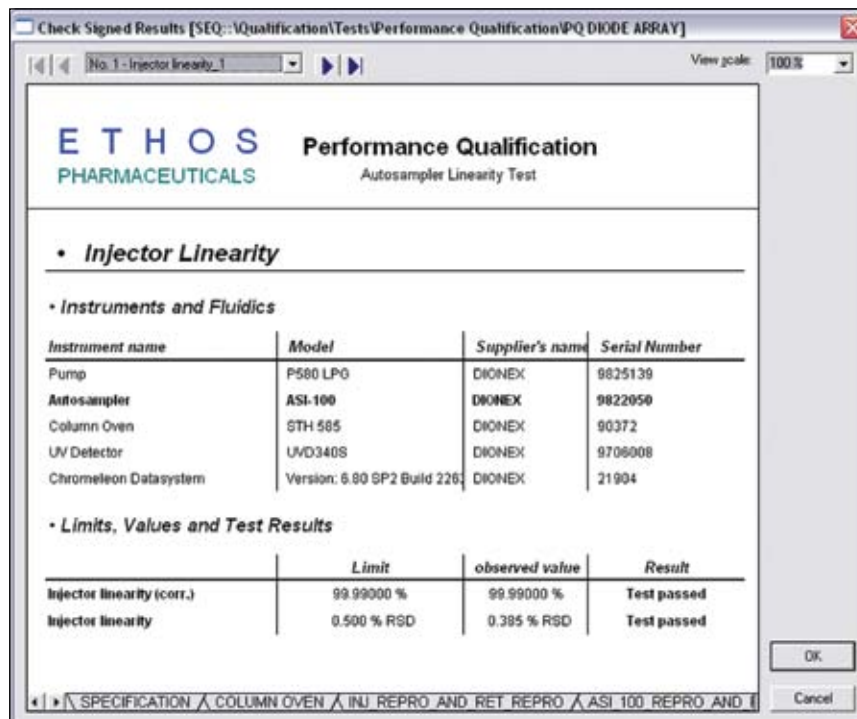 Check Signed Results [SEQ::\Qualification\Tests\Performance Qualification\PQ DIODE ARRAY]
No. 1 - Injector linearity_1 View scale: 100 %
ETHOS
PHARMACEUTICALS
Performance Qualification
Autosampler Linearity Test
• Injector Linearity
• Instruments and Fluidics
Instrument name Model Supplier's name Serial Number
Pump P580 LPG DIONEX 9825139
Autosampler ASI-100 DIONEX 9822050
Column Oven STH 585 DIONEX 90372
UV Detector UVD340S DIONEX 9706008
Chromeleon Datasystem Version: 6.80 SP2 Build 2263 DIONEX 21904
• Limits, Values and Test Results
Limit observed value Result
Injector linearity (corr.) 99.99000 % 99.99000 % Test passed
Injector linearity 0.500 % RSD 0.385 % RSD Test passed
OK
SPECIFICATION COLUMN OVEN INJ_REPRO_AND_RET_REPRO ASI_100_REPRO_AND_
Cancel